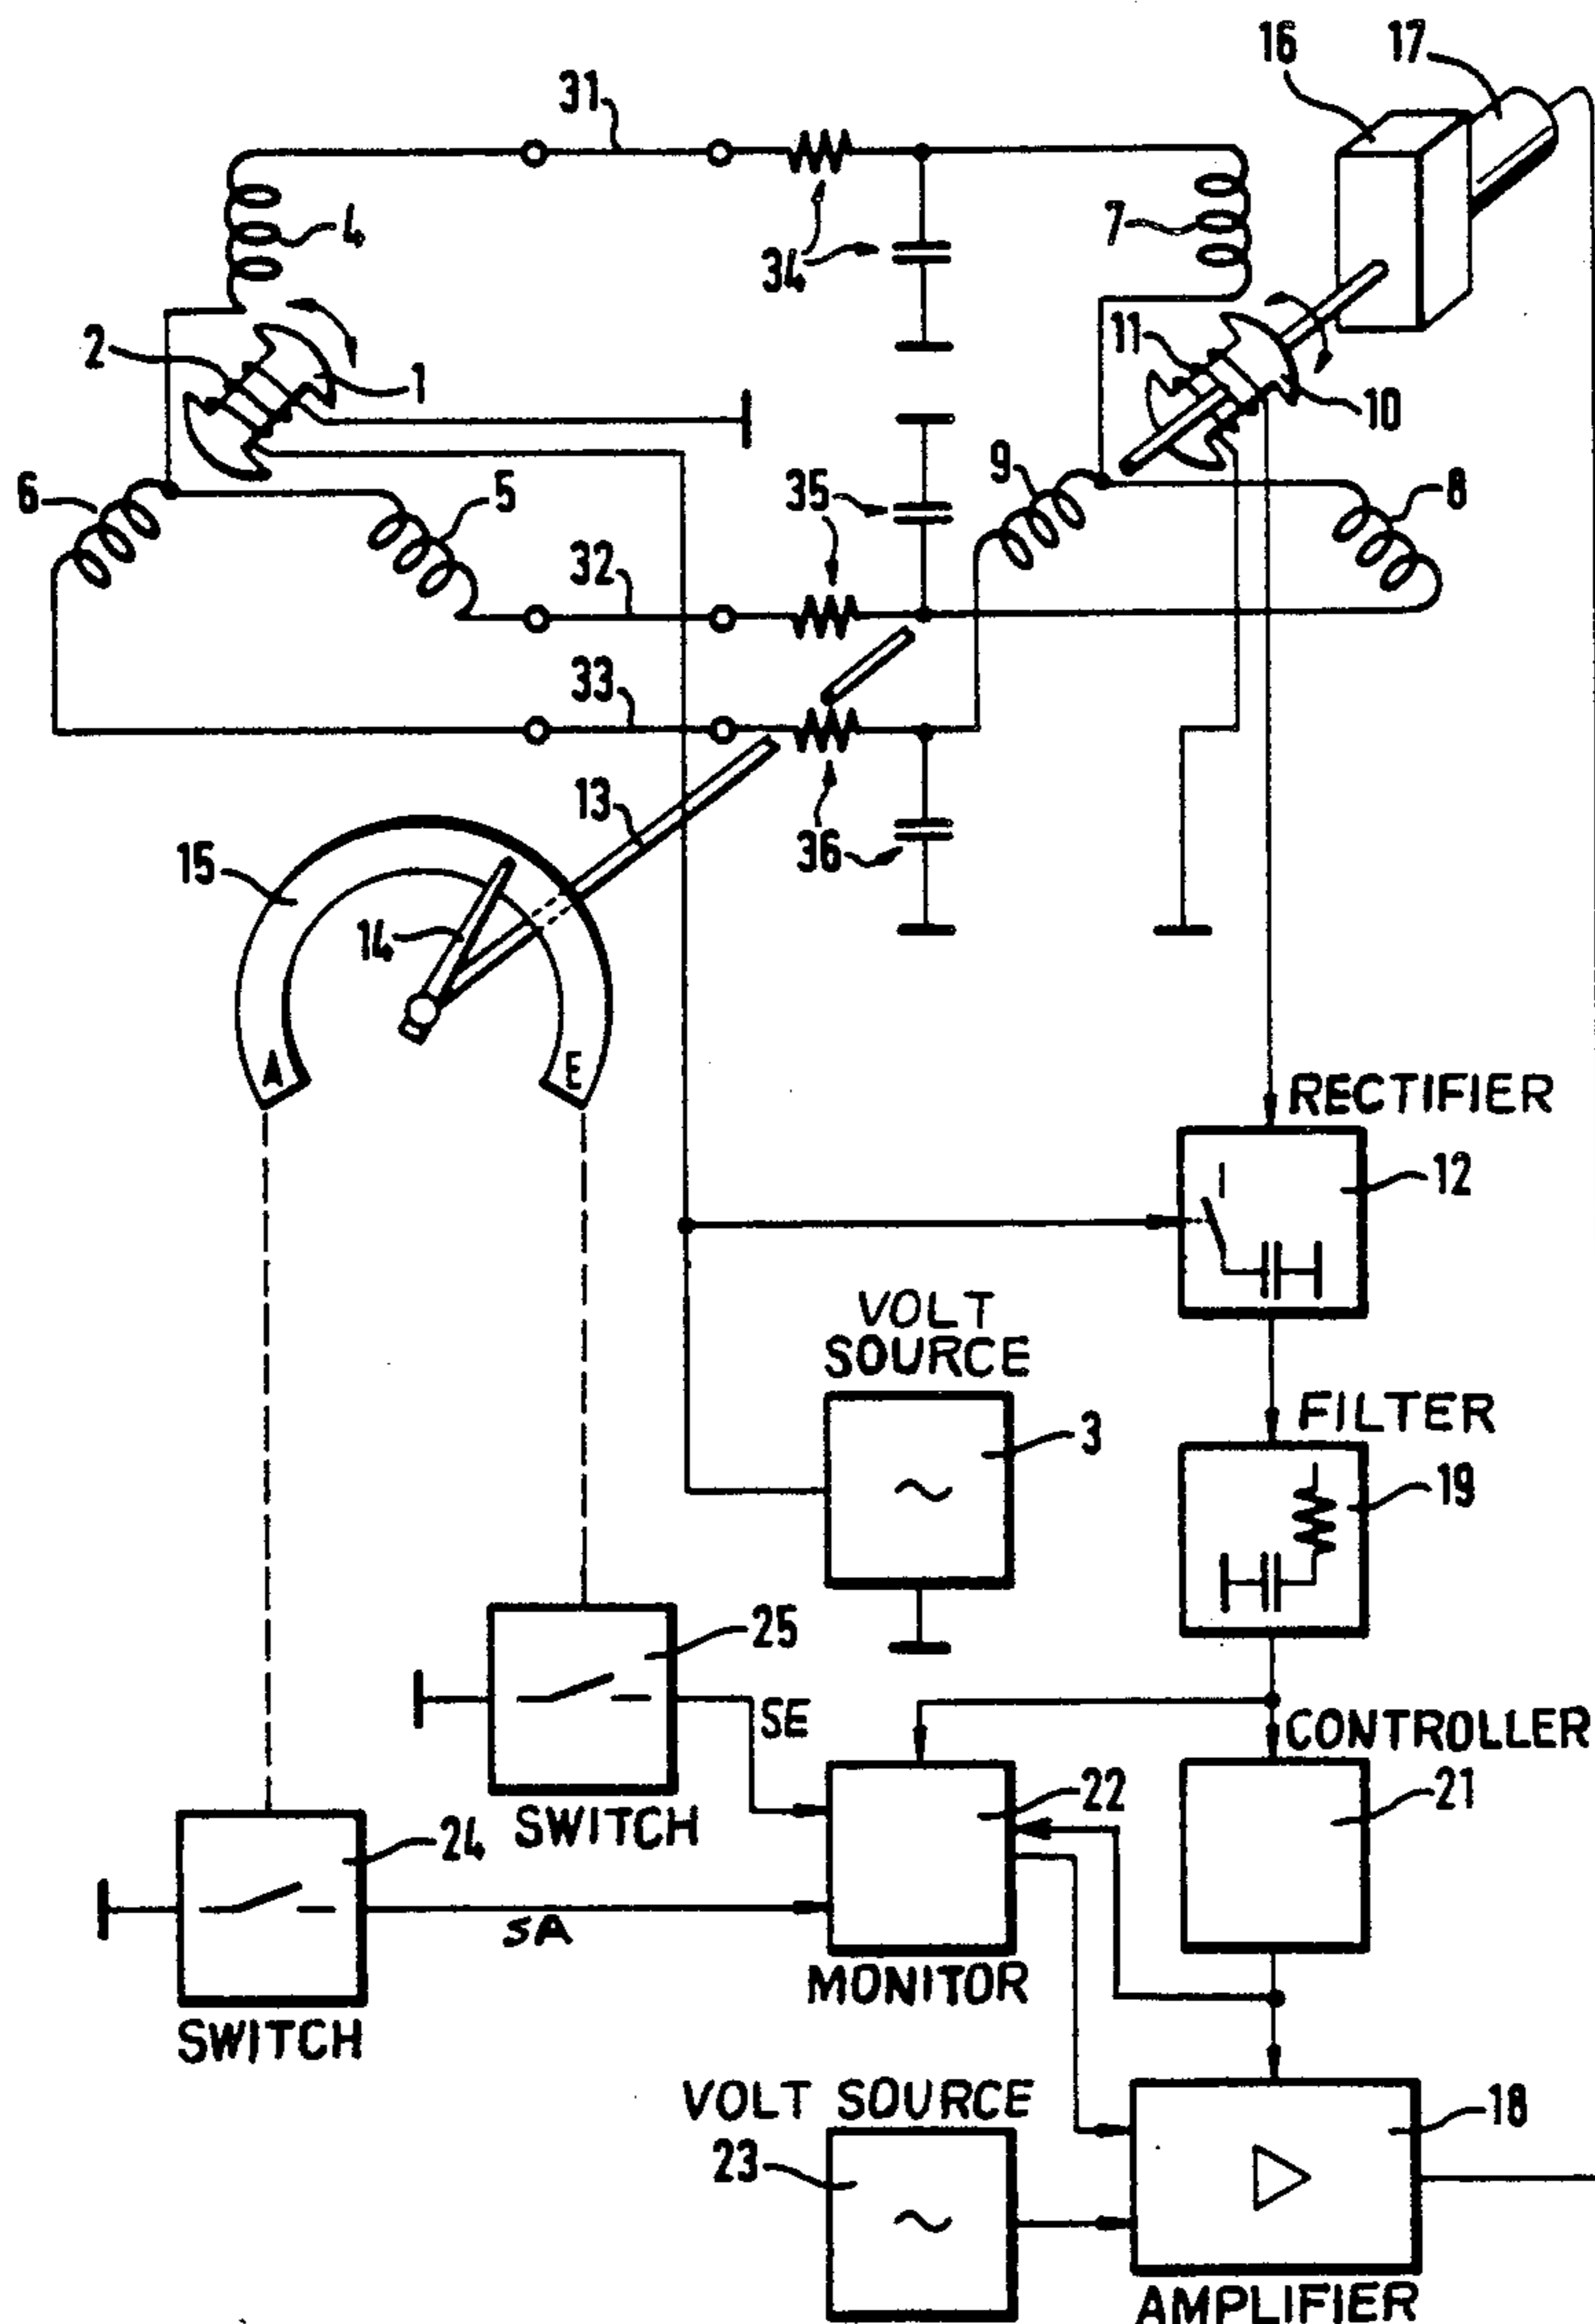 16 17
31
4
34
7
2
1
11
10
6
5
35
9
8
32
33
13
36
15
14
A
E
RECTIFIER
12
VOLT
SOURCE
3
FILTER
19
25
SE
CONTROLLER
SWITCH
22
21
24
SA
MONITOR
SWITCH
VOLT SOURCE
18
23
AMPLIFIER